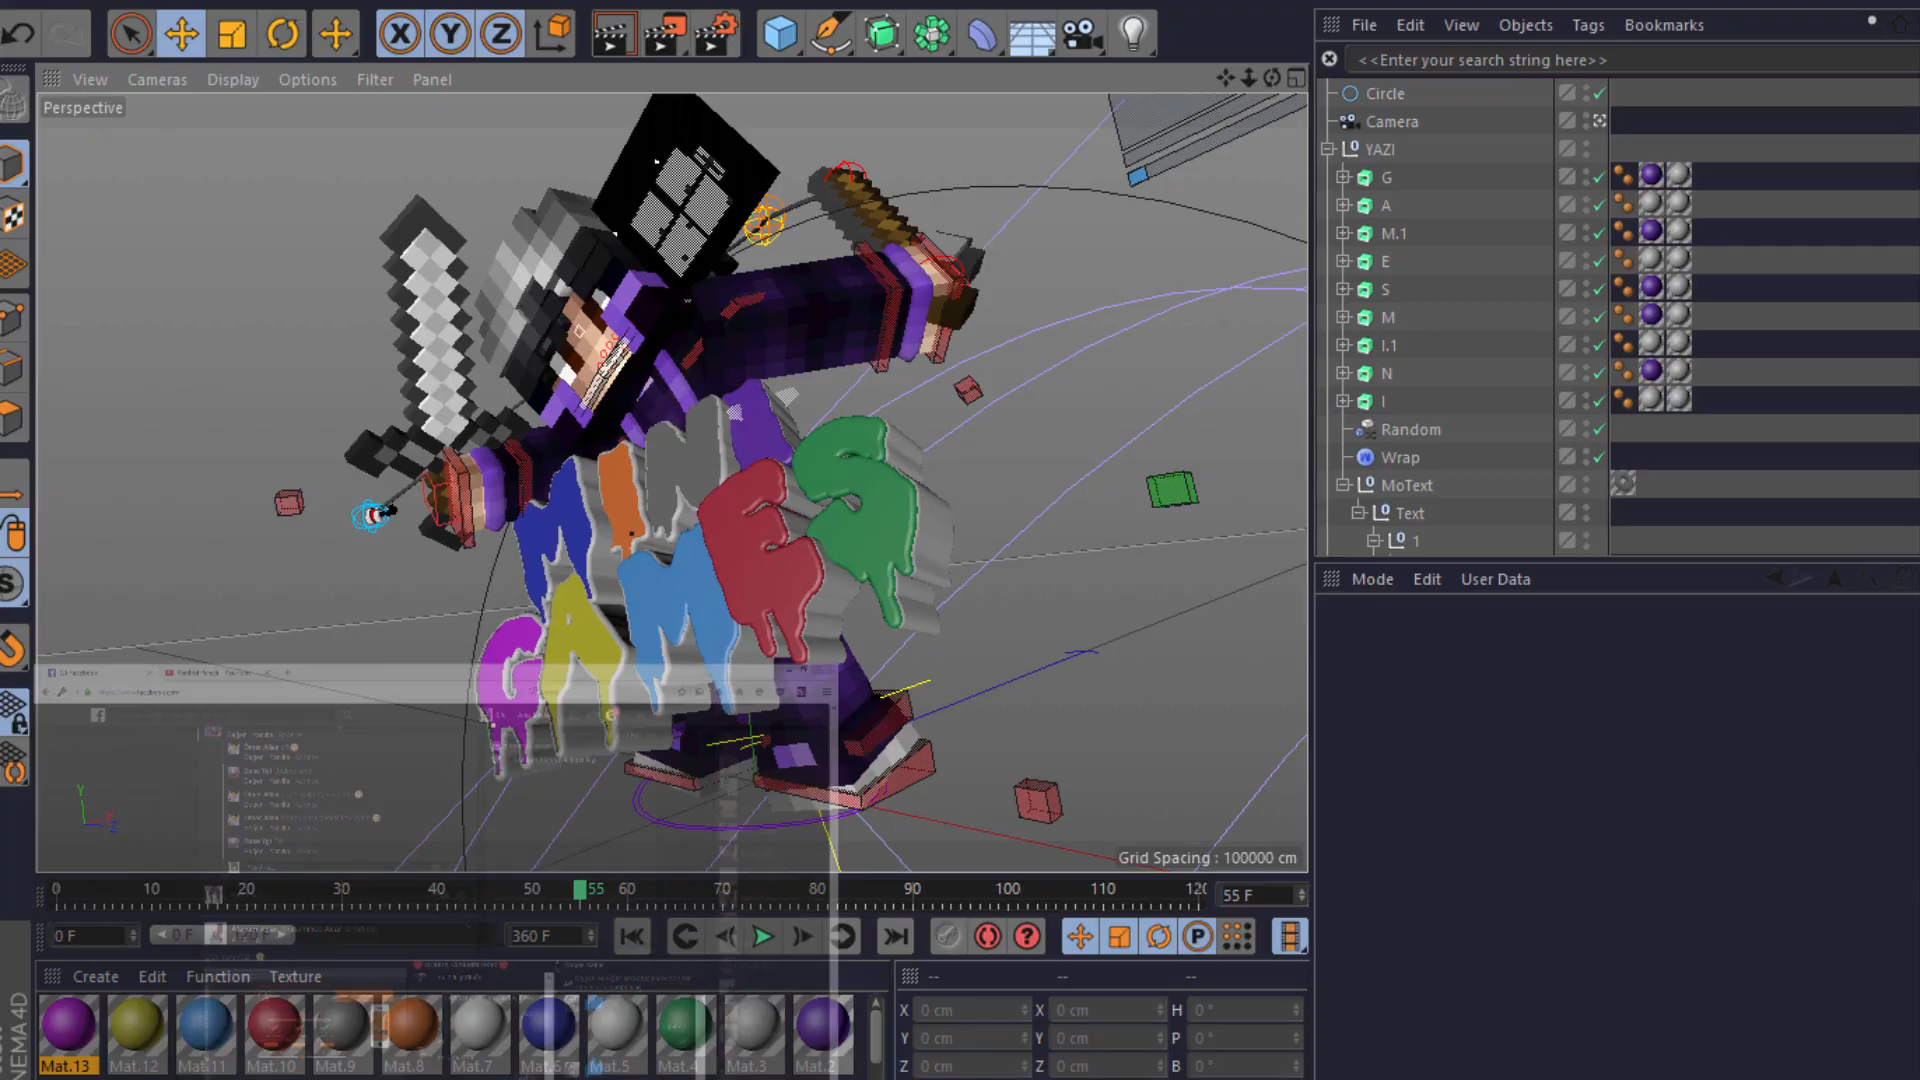 File Edit View Objects Tags Bookmarks
<<Enter your search string here>>
View Cameras Display Options Filter Panel
Perspective
X Y Z
Circle
Camera
YAZI
G
A
M.1
E
S
M
I.1
N
I
Random
Wrap
MoText
Text
1
Mode Edit User Data
MINI
GAMES
Y
Grid Spacing : 100000 cm
0 10 20 30 40 50 55 60 70 80 90 100 110 120
55 F
0 F
0 F
120 F
360 F
Create Edit Function Texture
Mat.13 Mat.12 Mat.11 Mat.10 Mat.9 Mat.8 Mat.7 Mat.6 Mat.5 Mat.4 Mat.3 Mat.2
-- -- --
X 0 cm X 0 cm H 0 °
Y 0 cm Y 0 cm P 0 °
Z 0 cm Z 0 cm B 0 °